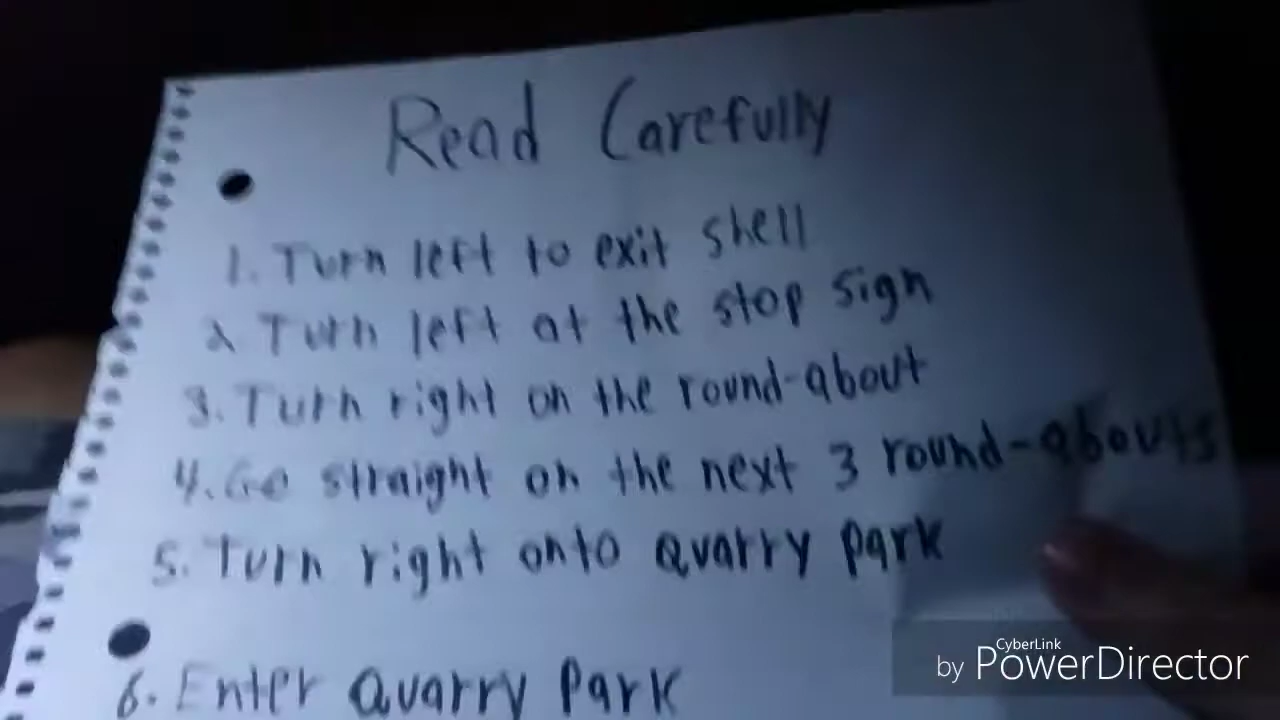 Read Carefully
1. Turn left to exit shell
2 Turn left at the stop sign
3. Turn right on the round-about
4. Go straight on the next 3 round-abouts
5. Turn right onto Quarry park
6. Enter Quarry Park
CyberLink
by PowerDirector